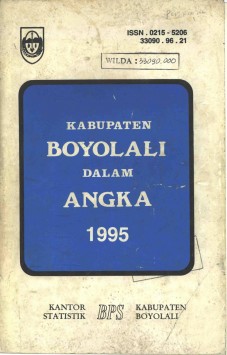 ISSN . 0215 - 5206
33090 . 96 . 21
WILDA : 33090.000
KABUPATEN
BOYOLALI
DALAM
ANGKA
1995
KANTOR STATISTIK BPS KABUPATEN BOYOLALI